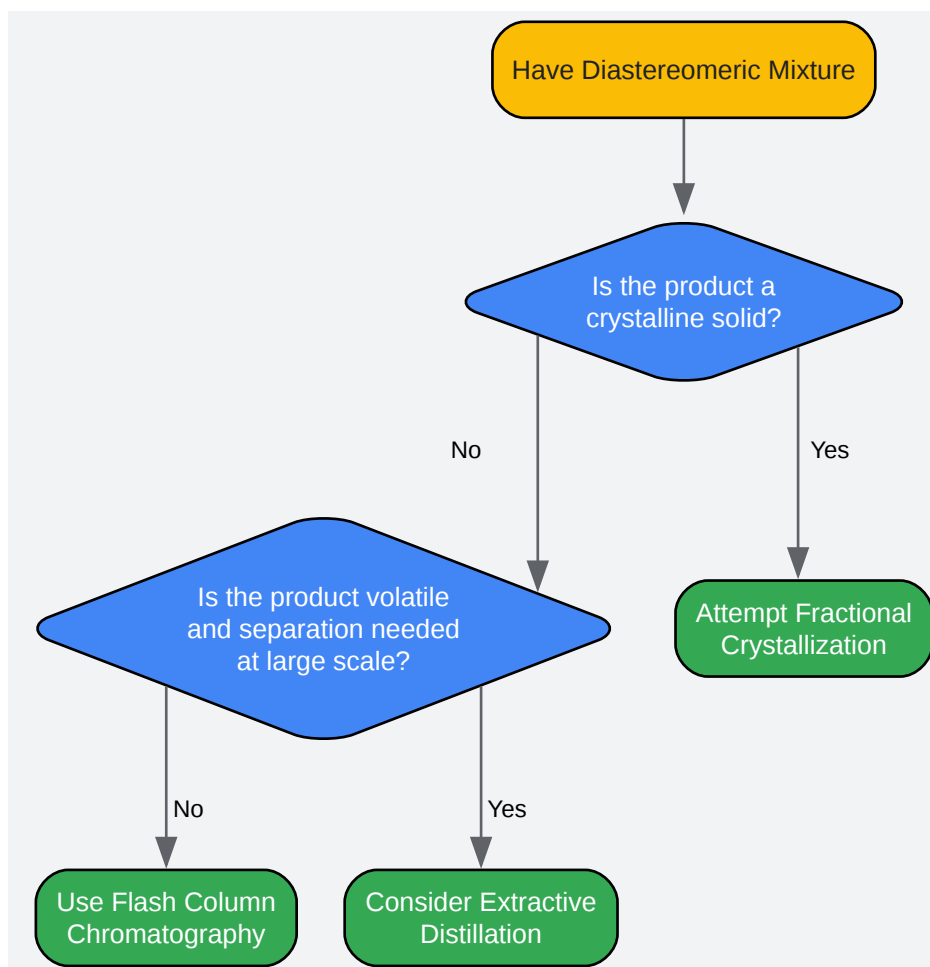 Have Diastereomeric Mixture
Is the product a
crystalline solid?
No
Yes
Is the product volatile
and separation needed
at large scale?
Attempt Fractional
Crystallization
No
Yes
Use Flash Column
Chromatography
Consider Extractive
Distillation